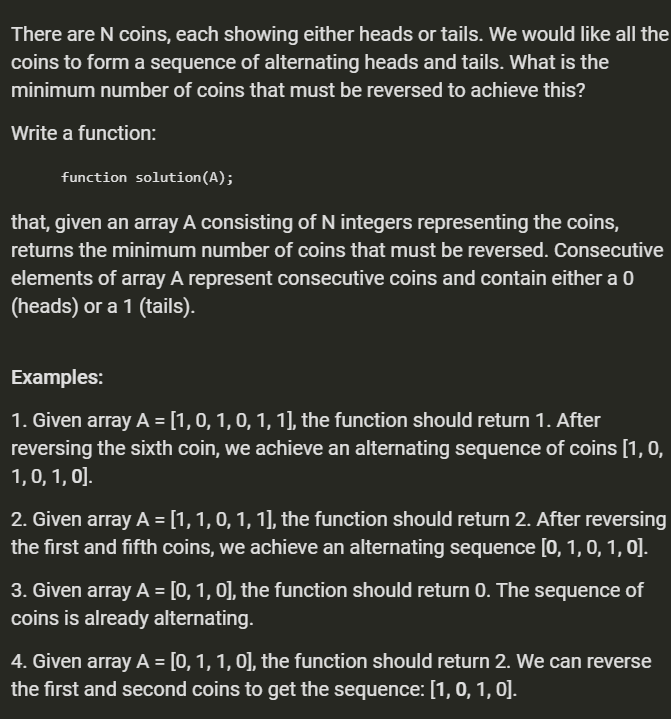 There are N coins, each showing either heads or tails. We would like all the
coins to form a sequence of alternating heads and tails. What is the
minimum number of coins that must be reversed to achieve this?
Write a function:
function solution(A);
that, given an array A consisting of N integers representing the coins,
returns the minimum number of coins that must be reversed. Consecutive
elements of array A represent consecutive coins and contain either a 0
(heads) or a 1 (tails).
Examples:
1. Given array A = [1, 0, 1, 0, 1, 1], the function should return 1. After
reversing the sixth coin, we achieve an alternating sequence of coins [1, 0,
1, 0, 1, 0].
2. Given array A = [1, 1, 0, 1, 1], the function should return 2. After reversing
the first and fifth coins, we achieve an alternating sequence [0, 1, 0, 1, 0].
3. Given array A = [0, 1, 0], the function should return 0. The sequence of
coins is already alternating.
4. Given array A = [0, 1, 1, 0], the function should return 2. We can reverse
the first and second coins to get the sequence: [1, 0, 1, 0].